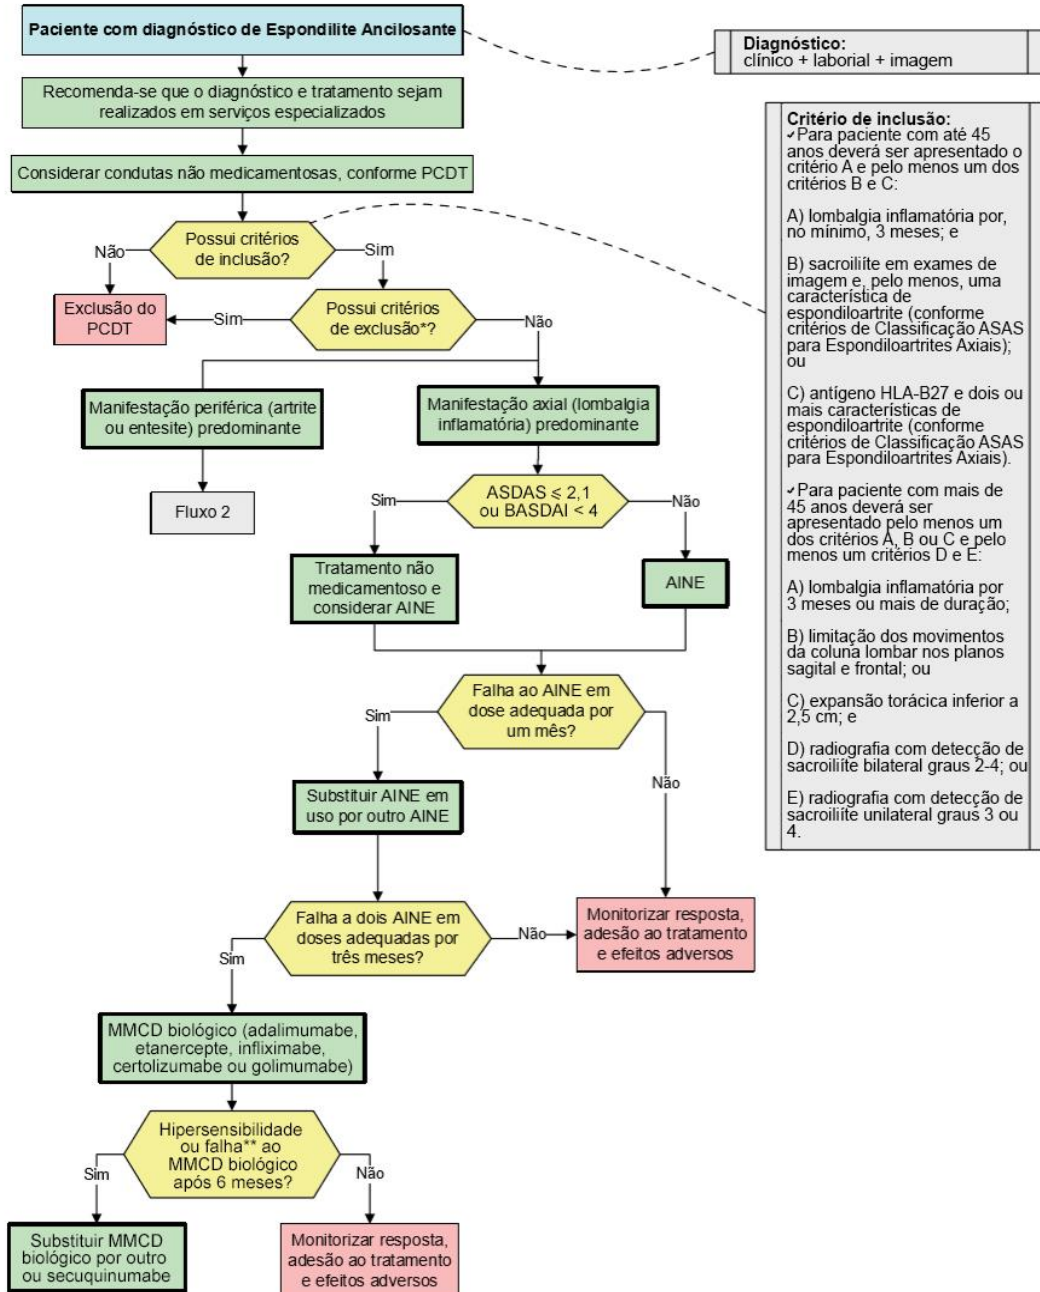 Paciente com diagnóstico de Espondilite Ancilosante
Diagnóstico:
clínico + laborial + imagem
Recomenda-se que o diagnóstico e tratamento sejam
realizados em serviços especializados
Considerar condutas não medicamentosas, conforme PCDT
Possui critérios
de inclusão?
Não
Sim
Exclusão do
PCDT
Sim
Possui critérios
de exclusão*?
Não
Manifestação periférica (artrite
ou entesite) predominante
Manifestação axial (lombalgia
inflamatória) predominante
Fluxo 2
Sim
ASDAS ⩽ 2,1
ou BASDAI < 4
Não
Tratamento não
medicamentoso e
considerar AINE
AINE
Falha ao AINE em
dose adequada por
um mês?
Sim
Não
Substituir AINE em
uso por outro AINE
Falha a dois AINE em
doses adequadas por
três meses?
Não
Sim
Monitorizar resposta,
adesão ao tratamento
e efeitos adversos
MMCD biológico (adalimumabe,
etanercepte, infliximabe,
certolizumabe ou golimumabe)
Hipersensibilidade
ou falha** ao
MMCD biológico
após 6 meses?
Sim
Não
Substituir MMCD
biológico por outro
ou secuquinumabe
Monitorizar resposta,
adesão ao tratamento
e efeitos adversos
Critério de inclusão:
✓Para paciente com até 45
anos deverá ser apresentado o
critério A e pelo menos um dos
critérios B e C:
A) lombalgia inflamatória por,
no mínimo, 3 meses; e
B) sacroiliíte em exames de
imagem e, pelo menos, uma
característica de
espondiloartrite (conforme
critérios de Classificação ASAS
para Espondiloartrites Axiais);
ou
C) antígeno HLA-B27 e dois ou
mais características de
espondiloartrite (conforme
critérios de Classificação ASAS
para Espondiloartrites Axiais).
✓Para paciente com mais de
45 anos deverá ser
apresentado pelo menos um
dos critérios A, B ou C e pelo
menos um critérios D e E:
A) lombalgia inflamatória por
3 meses ou mais de duração;
B) limitação dos movimentos
da coluna lombar nos planos
sagital e frontal; ou
C) expansão torácica inferior a
2,5 cm; e
D) radiografia com detecção de
sacroiliíte bilateral graus 2-4; ou
E) radiografia com detecção de
sacroiliíte unilateral graus 3 ou
4.